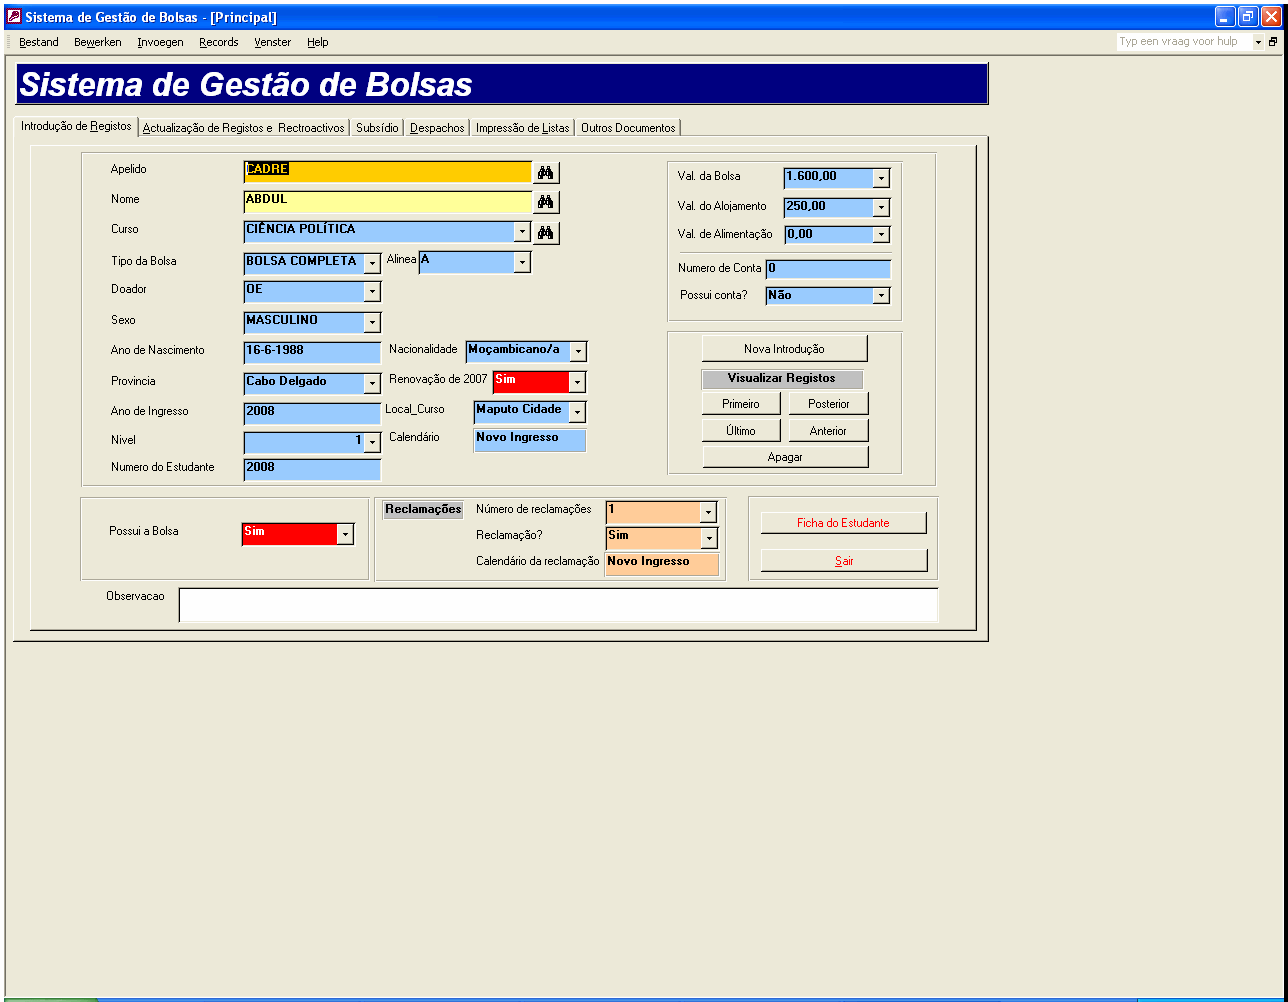 Sistema de Gestão de Bolsas - [Principal]
Bestand Bewerken Invoegen Records Venster Help Typ een vraag voor hulp
Sistema de Gestão de Bolsas
Introdução de Registos Actualização de Registos e Rectroactivos Subsídio Despachos Impressão de Listas Outros Documentos
Apelido CADRE
Nome ABDUL
Curso CIÊNCIA POLÍTICA
Tipo da Bolsa BOLSA COMPLETA Alinea A
Doador OE
Sexo MASCULINO
Ano de Nascimento 16-6-1988 Nacionalidade Moçambicano/a
Provincia Cabo Delgado Renovação de 2007 Sim
Ano de Ingresso 2008 Local_Curso Maputo Cidade
Nivel 1 Calendário Novo Ingresso
Numero do Estudante 2008
Val. da Bolsa 1.600,00
Val. do Alojamento 250,00
Val. de Alimentação 0,00
Numero de Conta 0
Possui conta? Não
Nova Introdução
Visualizar Registos
Primeiro Posterior
Último Anterior
Apagar
Possui a Bolsa Sim
Reclamações Número de reclamações 1
Reclamação? Sim
Calendário da reclamação Novo Ingresso
Ficha do Estudante
Sair
Observacao